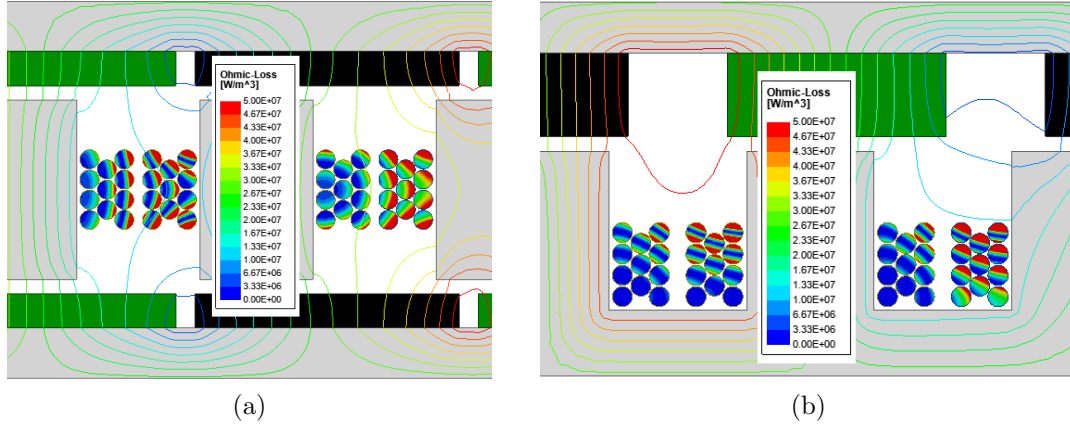 Ohmic-Loss
[W/m^3]
5.00E+07
4.67E+07
4.33E+07
4.00E+07
3.67E+07
3.33E+07
3.00E+07
2.67E+07
2.33E+07
2.00E+07
1.67E+07
1.33E+07
1.00E+07
6.67E+06
3.33E+06
0.00E+00
(a)
Ohmic-Loss
[W/m^3]
5.00E+07
4.67E+07
4.33E+07
4.00E+07
3.67E+07
3.33E+07
3.00E+07
2.67E+07
2.33E+07
2.00E+07
1.67E+07
1.33E+07
1.00E+07
6.67E+06
3.33E+06
0.00E+00
(b)